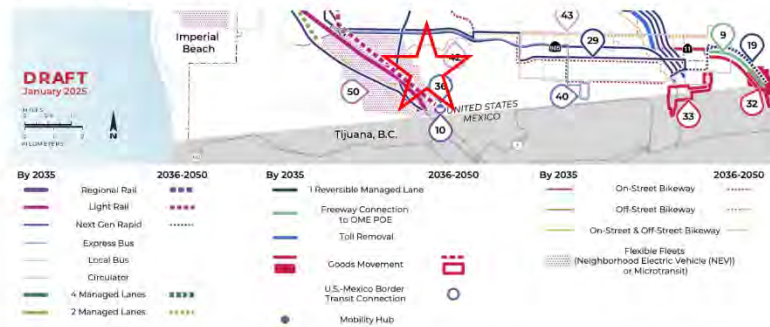 Imperial
Beach
43
9
19
29
905
11
DRAFT
January 2025
42
36
50
40
MILES
KILOMETERS
N
UNITED STATES
MEXICO
10
33
32
Tijuana, B.C.
By 2035 2036-2050
Regional Rail
Light Rail
Next Gen Rapid
Express Bus
Local Bus
Circulator
4 Managed Lanes
2 Managed Lanes
By 2035 2036-2050
1 Reversible Managed Lane
Freeway Connection
to OME POE
Toll Removal
Goods Movement
U.S.-Mexico Border
Transit Connection
Mobility Hub
By 2035 2036-2050
On-Street Bikeway
Off-Street Bikeway
On-Street & Off-Street Bikeway
Flexible Fleets
(Neighborhood Electric Vehicle (NEV))
or Microtransit)